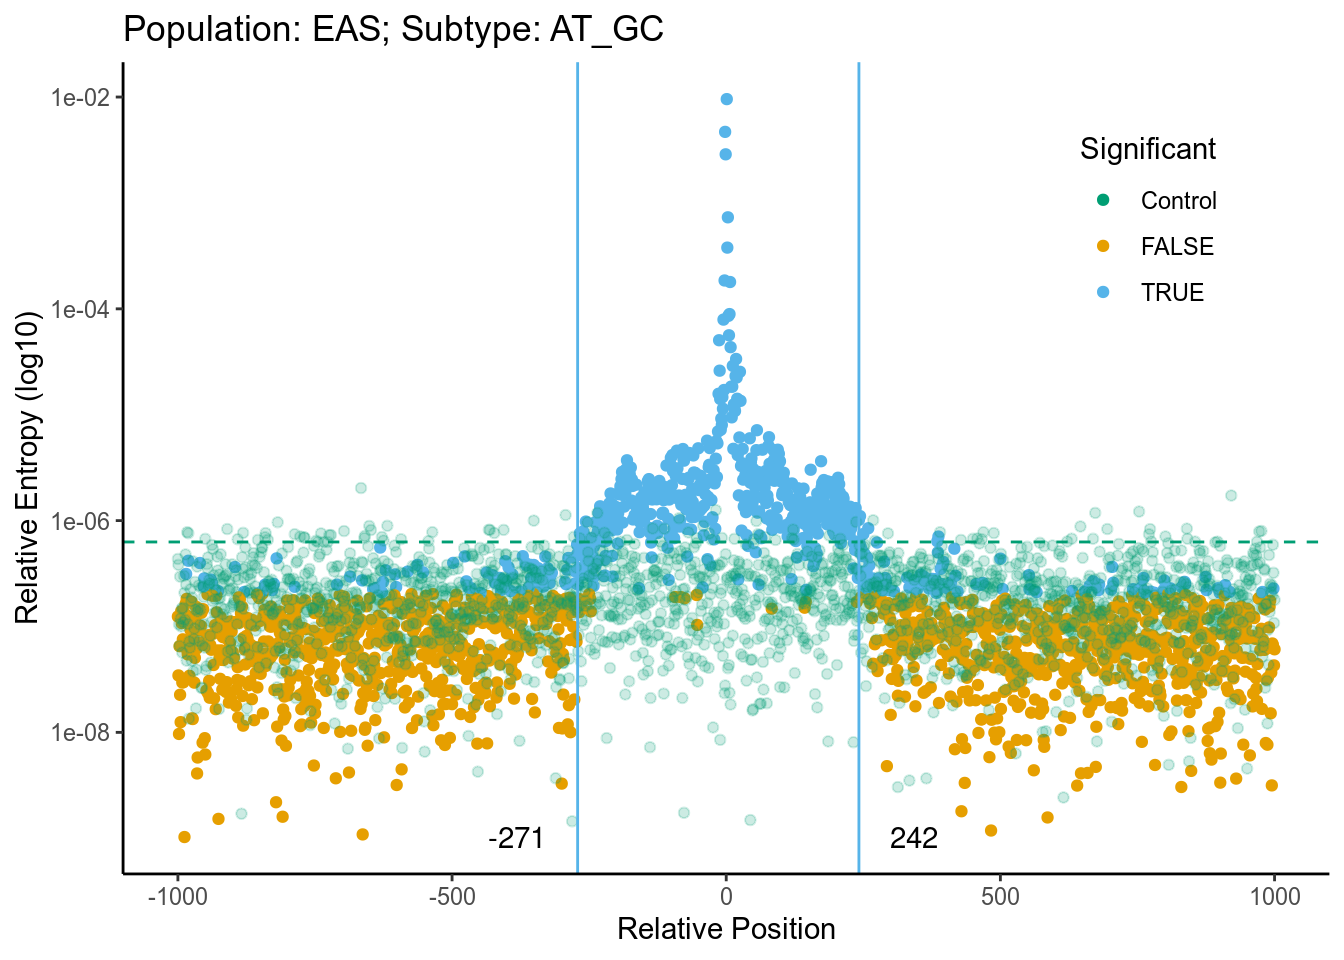 Population: EAS; Subtype: AT_GC
Relative Entropy (log10)
1e-02
1e-04
1e-06
1e-08
Significant
Control
FALSE
TRUE
-271
242
-1000
-500
0
500
1000
Relative Position